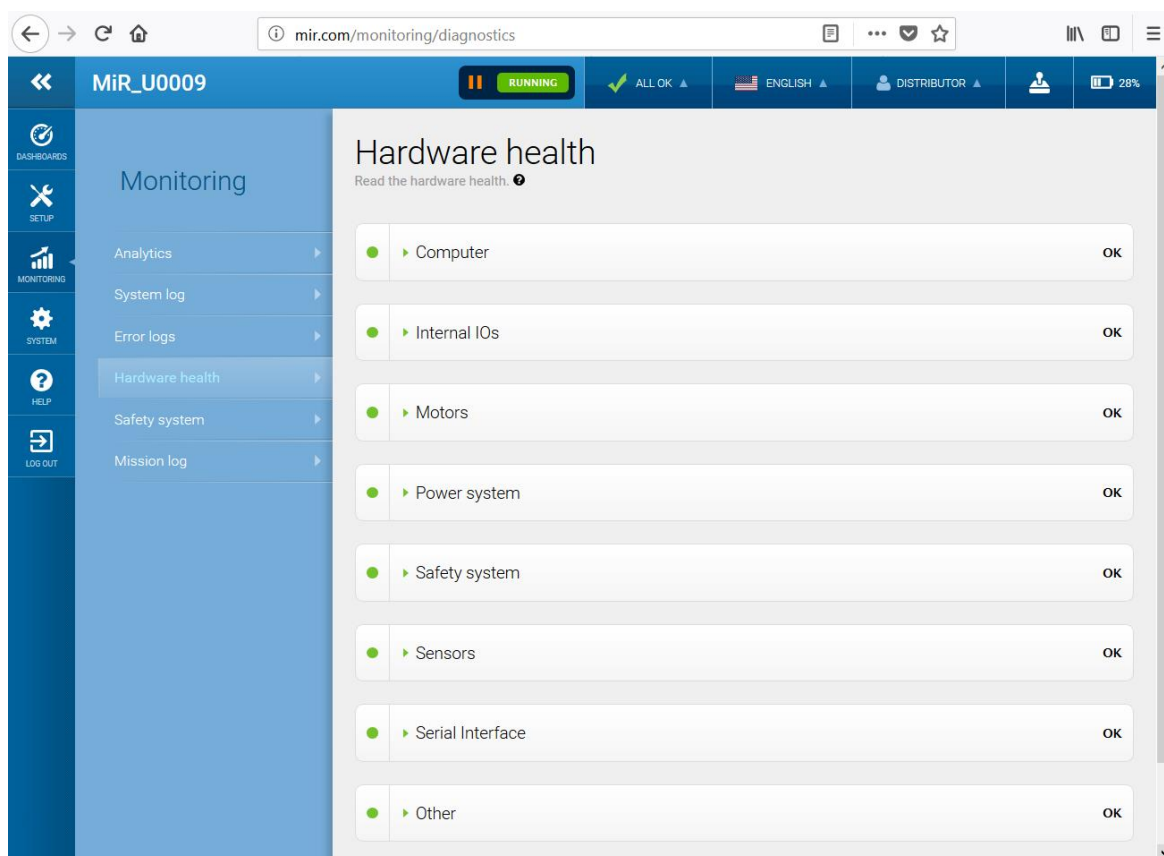 mir.com/monitoring/diagnostics
MiR_U0009
RUNNING
ALL OK
ENGLISH
DISTRIBUTOR
28%
DASHBOARDS
SETUP
MONITORING
SYSTEM
HELP
LOG OUT
Monitoring
Analytics
System log
Error logs
Hardware health
Safety system
Mission log
Hardware health
Read the hardware health. ?
Computer OK
Internal IOs OK
Motors OK
Power system OK
Safety system OK
Sensors OK
Serial Interface OK
Other OK